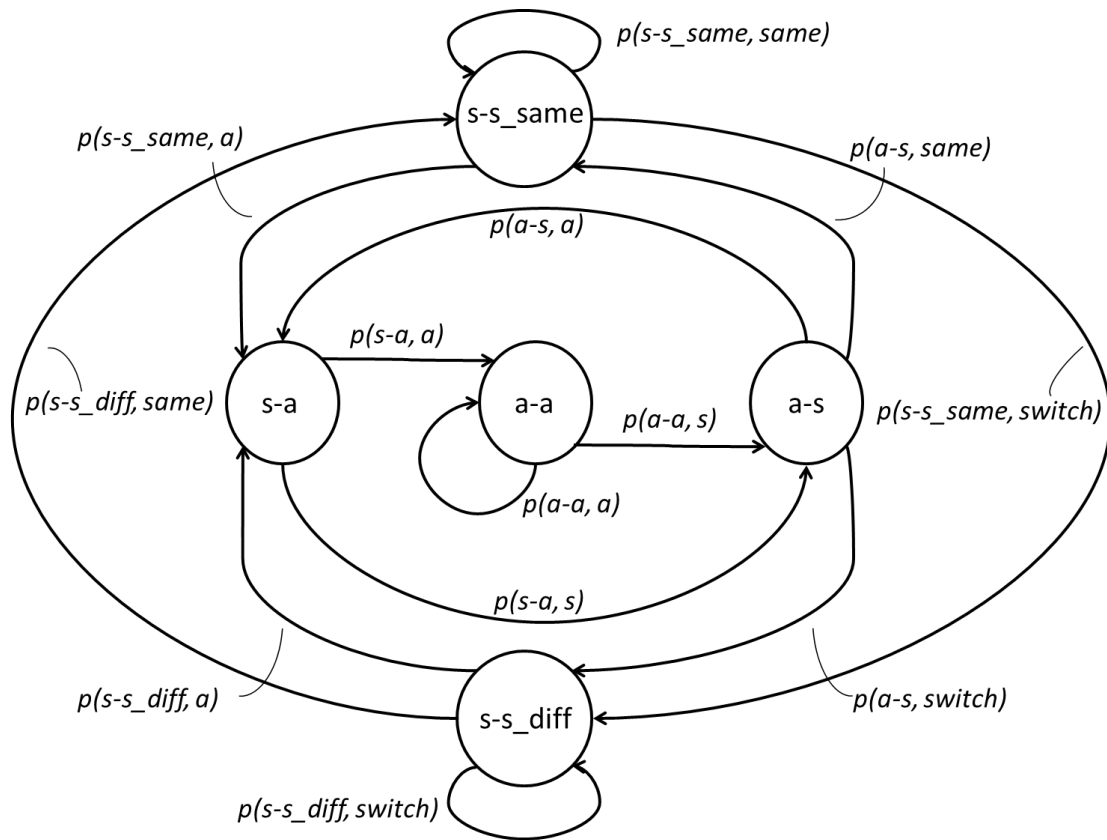 p(s-s_same, same)
s-s_same
p(s-s_same, a)
p(a-s, same)
p(a-s, a)
p(s-a, a)
p(s-s_diff, same)
s-a
a-a
a-s
p(a-a, s)
p(s-s_same, switch)
p(a-a, a)
p(s-a, s)
p(s-s_diff, a)
p(a-s, switch)
s-s_diff
p(s-s_diff, switch)